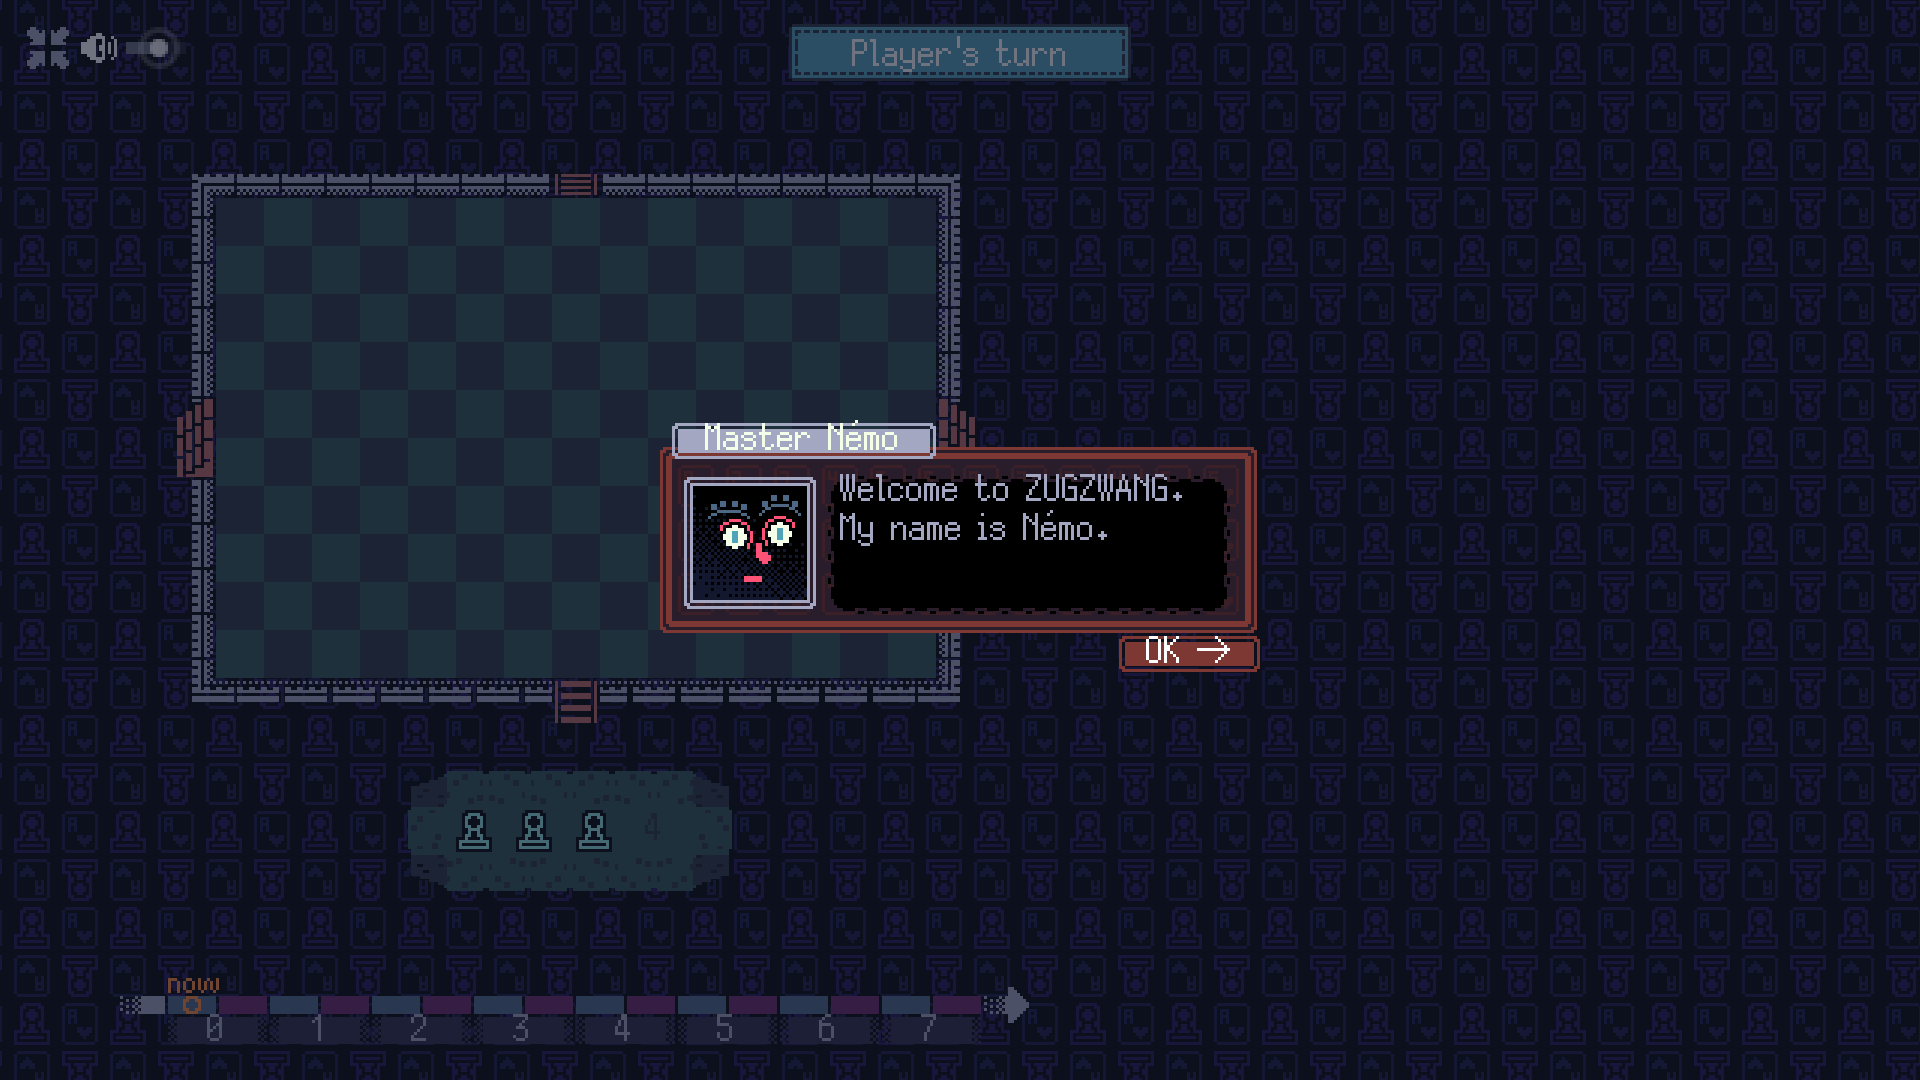 Player's turn
Master Némo
Welcome to ZUGZWANG.
My name is Némo.
OK →
4
now
0 1 2 3 4 5 6 7